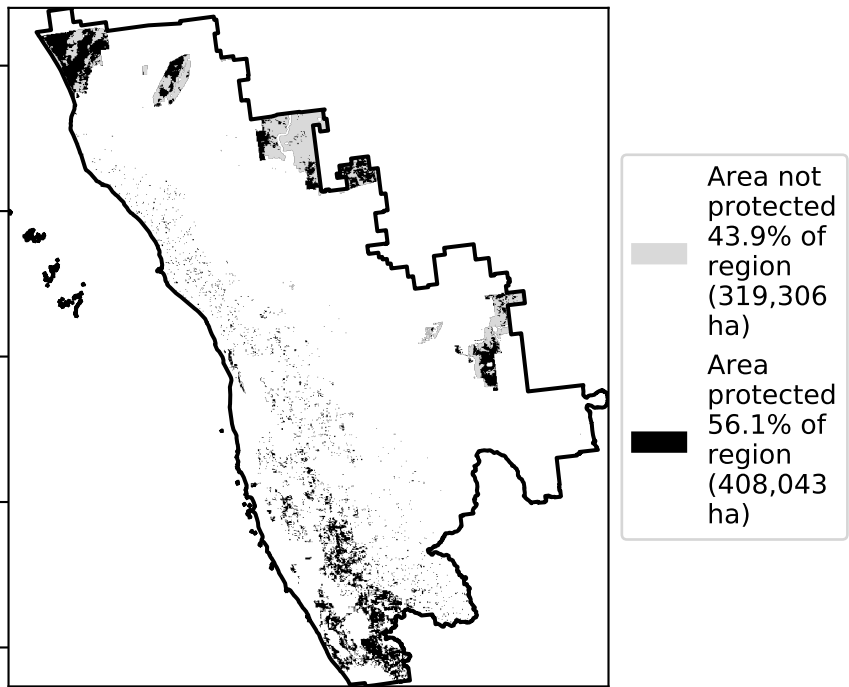 Area not
protected
43.9% of
region
(319,306
ha)
Area
protected
56.1% of
region
(408,043
ha)